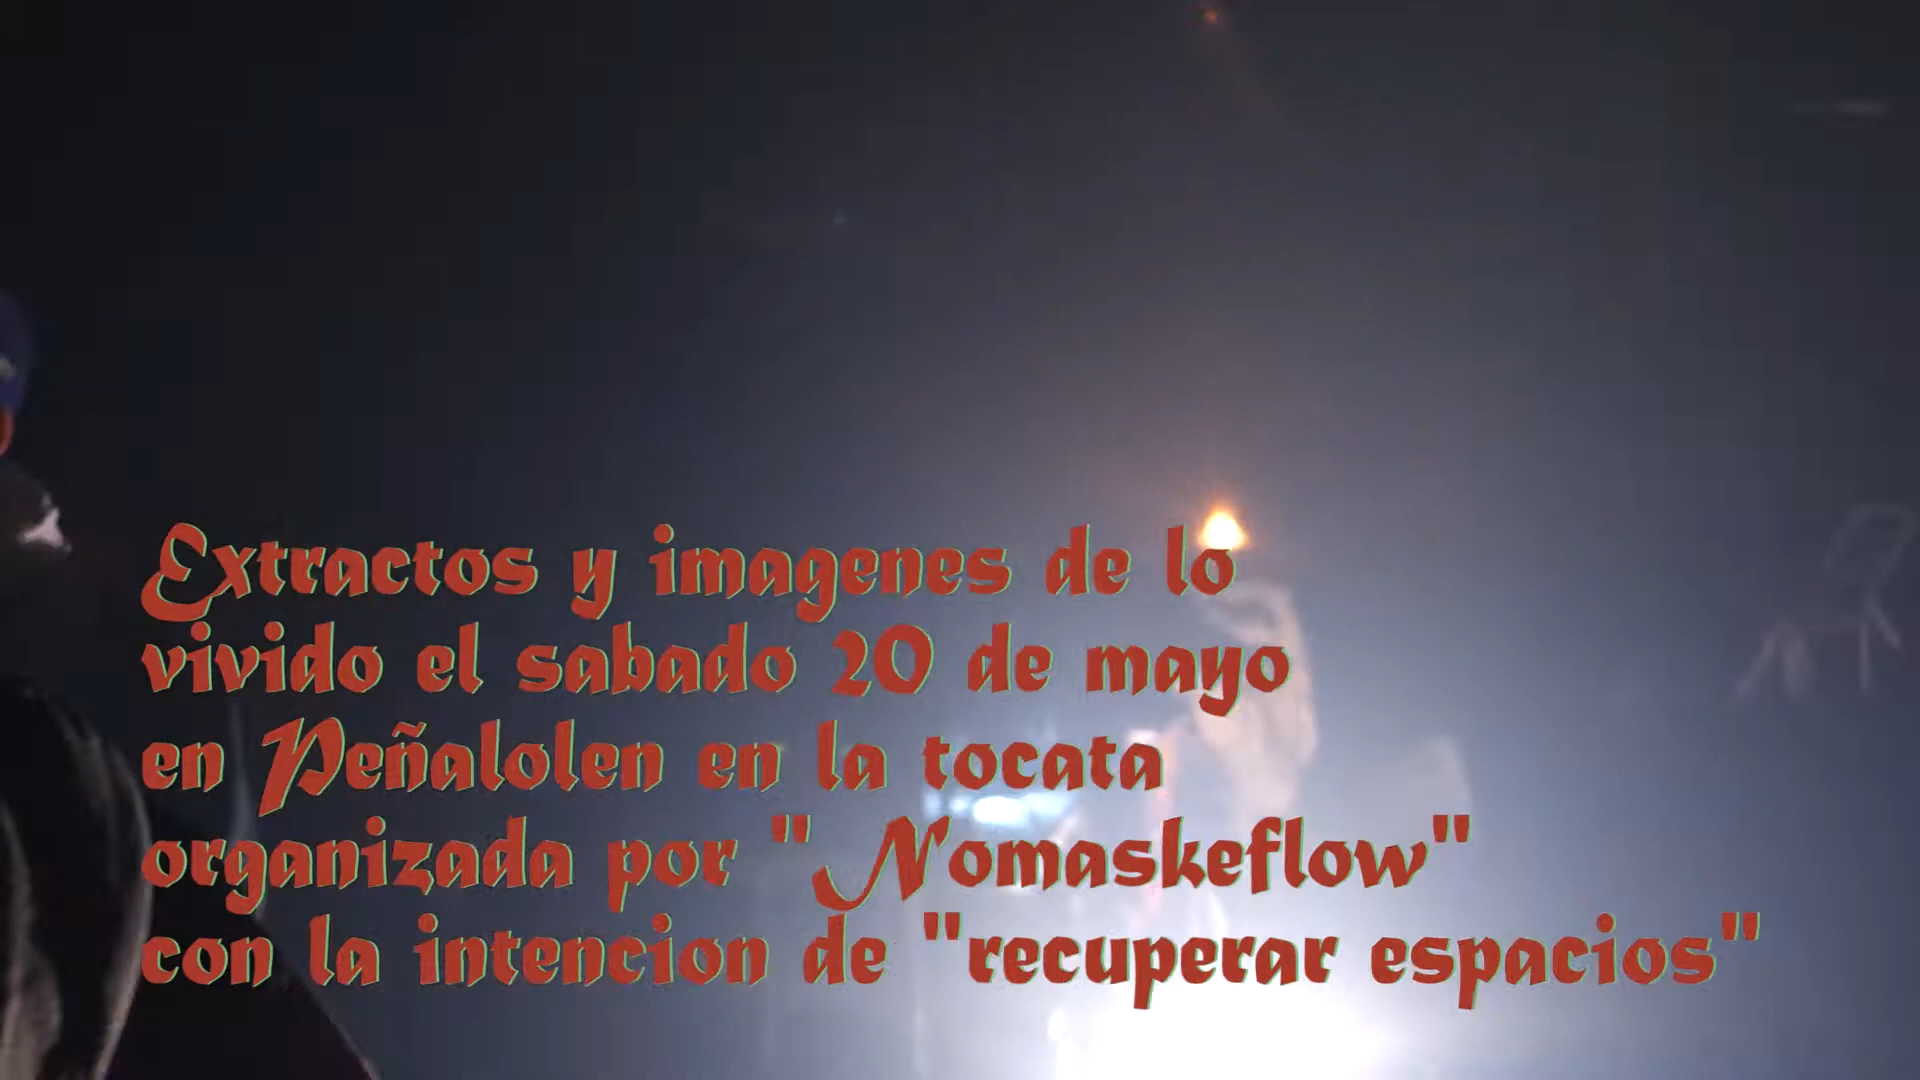 Extractos y imagenes de lo
vivido el sabado 20 de mayo
en Peñalolen en la tocata
organizada por "Nomaskeflow"
con la intencion de "recuperar espacios"